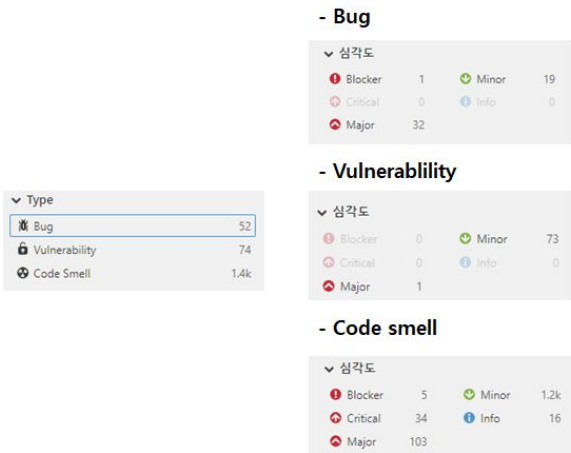 - Bug
심각도
Blocker 1 Minor 19
Critical 0 Info 0
Major 32
- Vulnerablility
심각도
Blocker 0 Minor 73
Critical 0 Info 0
Major 1
- Code smell
심각도
Blocker 5 Minor 1.2k
Critical 34 Info 16
Major 103
Type
Bug 52
Vulnerability 74
Code Smell 1.4k